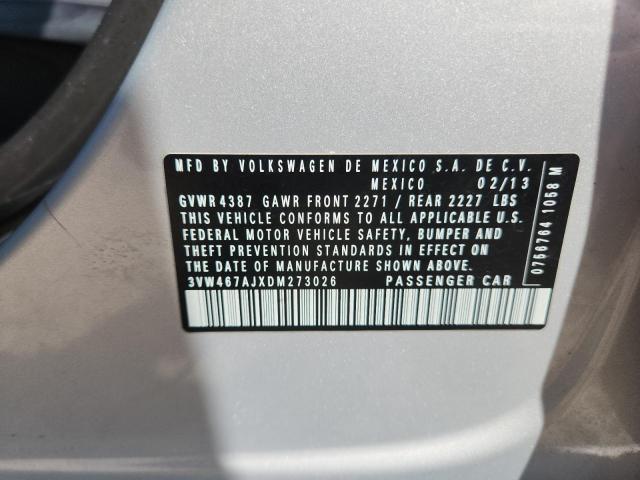 MFD BY VOLKSWAGEN DE MEXICO S.A. DE C.V.
MEXICO 02/13
GVWR 4387 GAWR FRONT 2271 / REAR 2227 LBS
THIS VEHICLE CONFORMS TO ALL APPLICABLE U.S.
FEDERAL MOTOR VEHICLE SAFETY, BUMPER AND
THEFT PREVENTION STANDARDS IN EFFECT ON
THE DATE OF MANUFACTURE SHOWN ABOVE.
3VW467AJXDM273026 PASSENGER CAR
0756764 1058 M